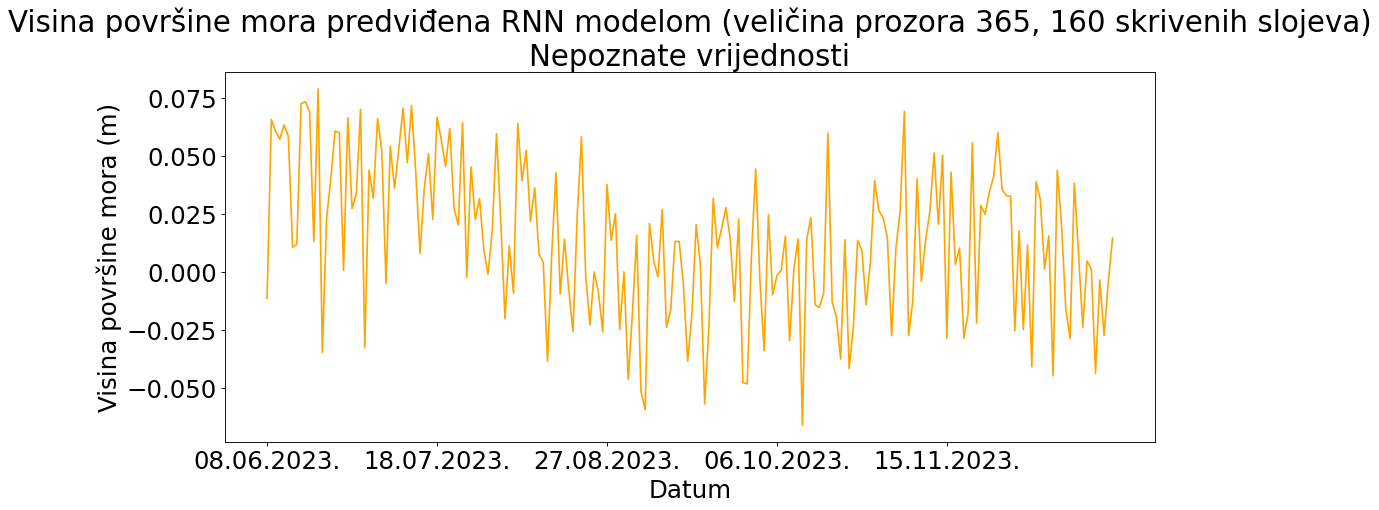 Visina površine mora predviđena RNN modelom (veličina prozora 365, 160 skrivenih slojeva)
Nepoznate vrijednosti
Visina površine mora (m)
0.075
0.050
0.025
0.000
−0.025
−0.050
08.06.2023.
18.07.2023.
27.08.2023.
06.10.2023.
15.11.2023.
Datum